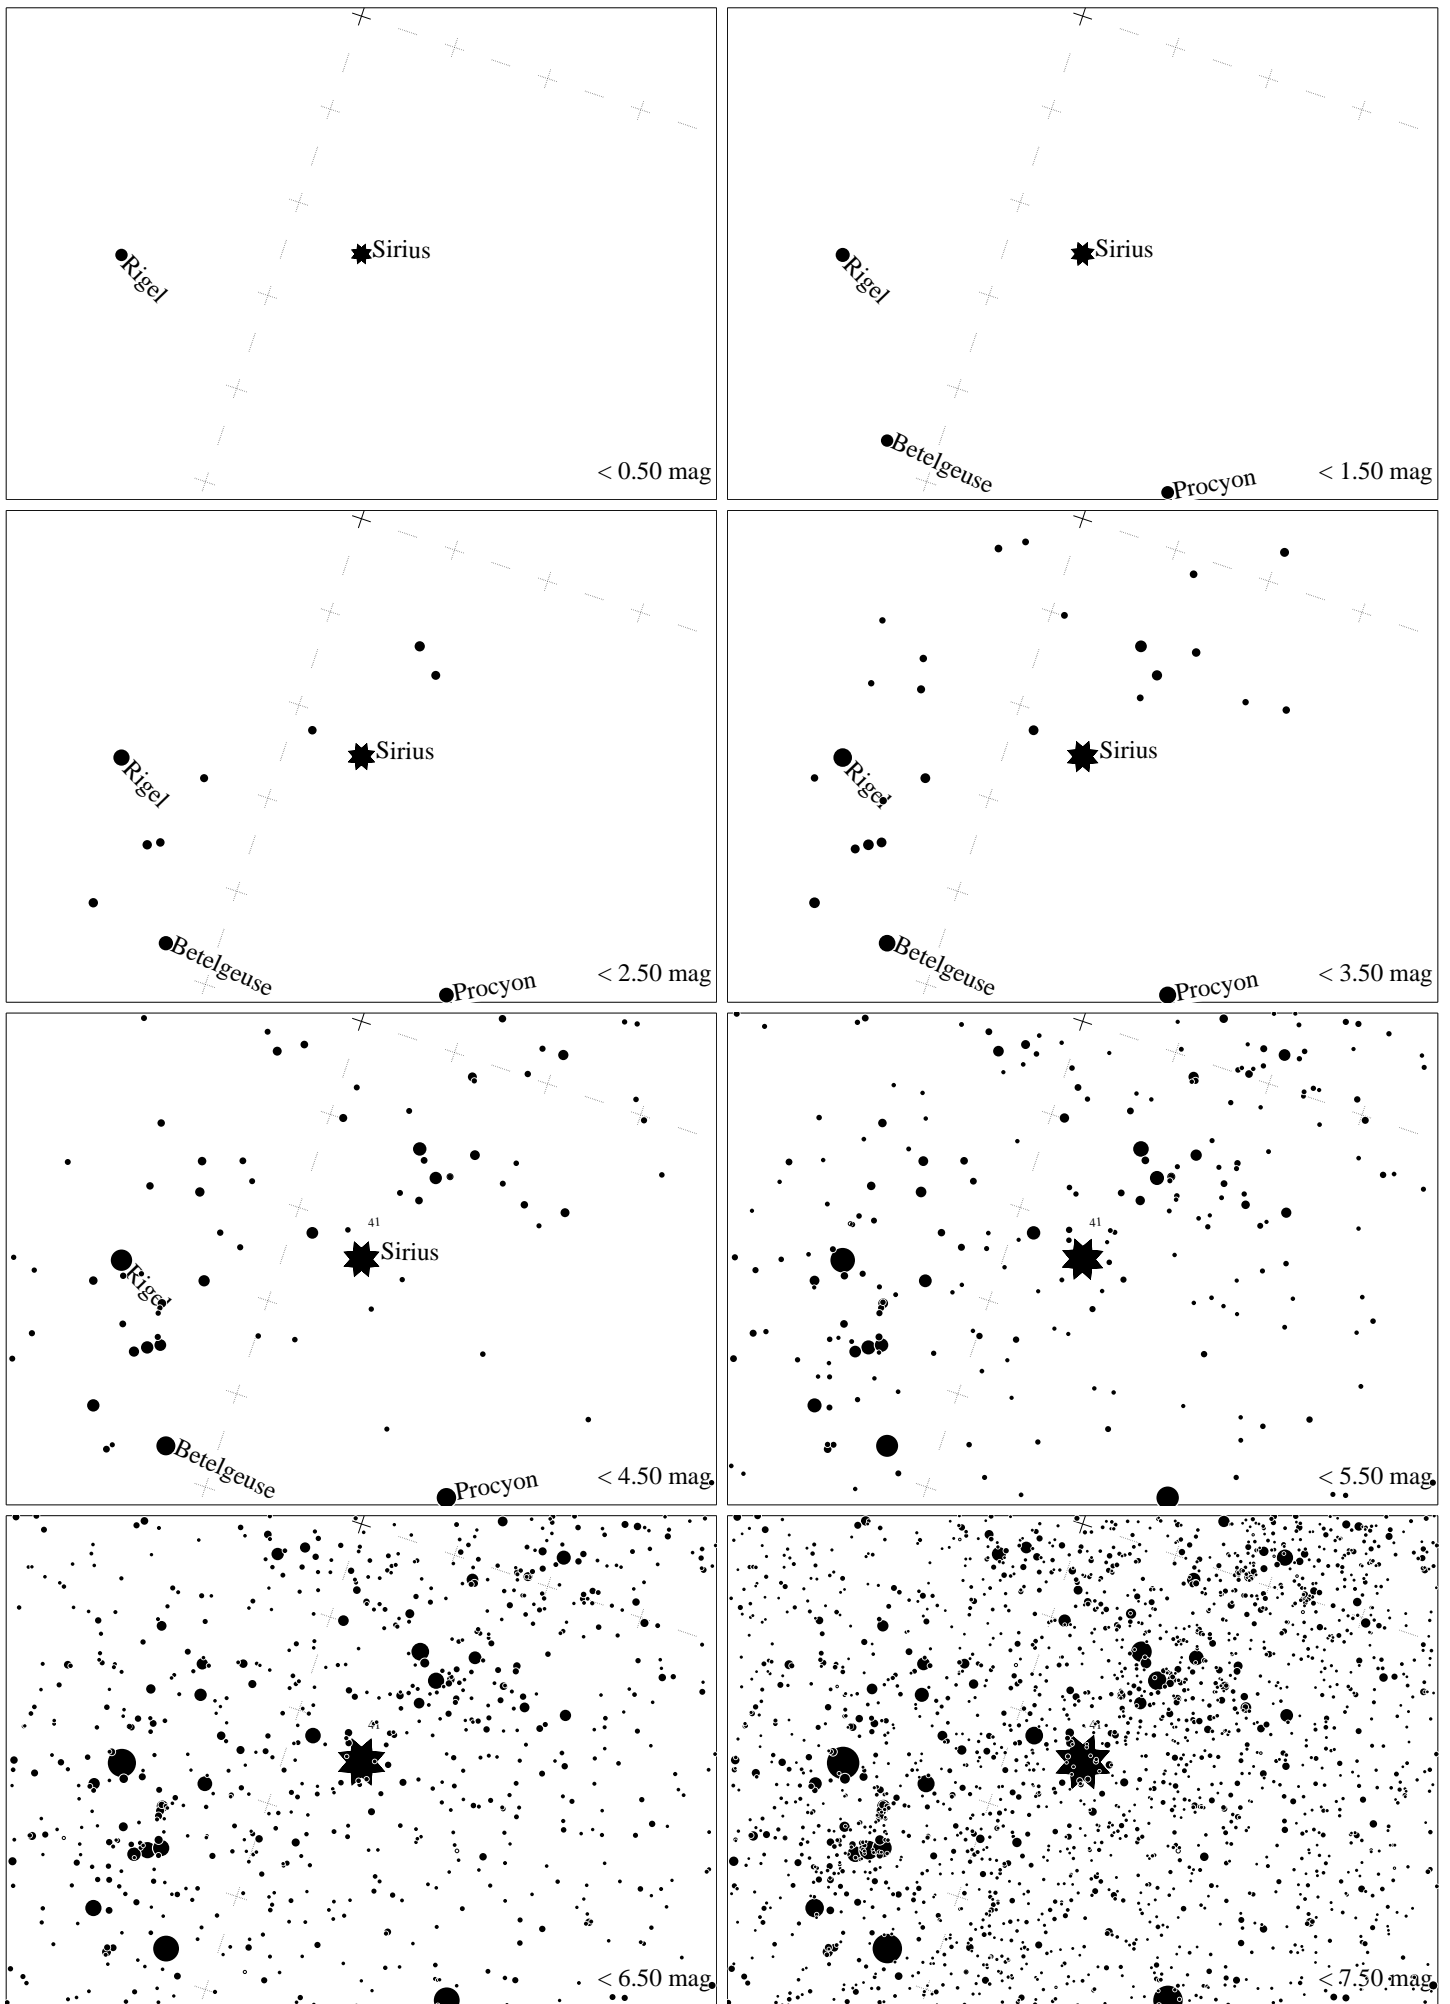 Sirius
Rigel
< 0.50 mag
Sirius
Rigel
Betelgeuse
Procyon
< 1.50 mag
Sirius
Rigel
Betelgeuse
Procyon
< 2.50 mag
Sirius
Rigel
Betelgeuse
Procyon
< 3.50 mag
41
Sirius
Rigel
Betelgeuse
Procyon
< 4.50 mag
41
< 5.50 mag
41
< 6.50 mag
41
< 7.50 mag